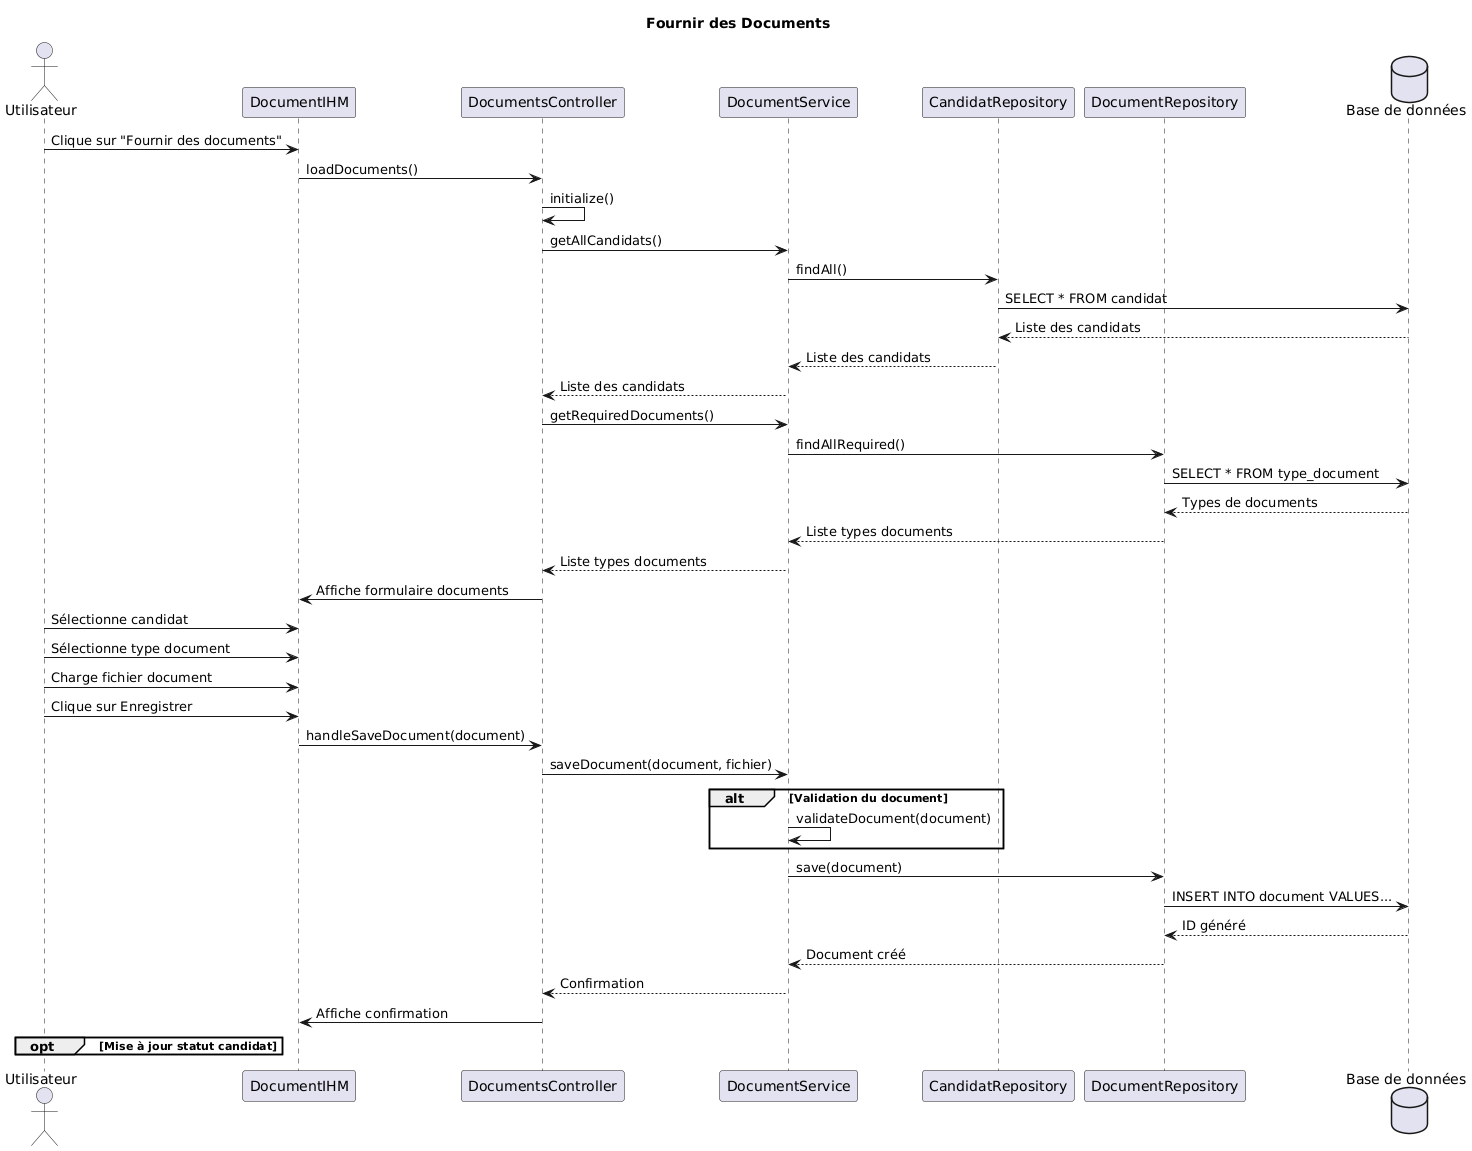 Fournir des Documents
Utilisateur
DocumentIHM
DocumentsController
DocumentService
CandidatRepository
DocumentRepository
Base de données
Clique sur "Fournir des documents"
loadDocuments()
initialize()
getAllCandidats()
findAll()
SELECT * FROM candidat
Liste des candidats
Liste des candidats
Liste des candidats
getRequiredDocuments()
findAllRequired()
SELECT * FROM type_document
Types de documents
Liste types documents
Liste types documents
Affiche formulaire documents
Sélectionne candidat
Sélectionne type document
Charge fichier document
Clique sur Enregistrer
handleSaveDocument(document)
saveDocument(document, fichier)
alt [Validation du document]
validateDocument(document)
save(document)
INSERT INTO document VALUES...
ID généré
Document créé
Confirmation
Affiche confirmation
opt [Mise à jour statut candidat]
Utilisateur
DocumentIHM
DocumentsController
DocumentService
CandidatRepository
DocumentRepository
Base de données